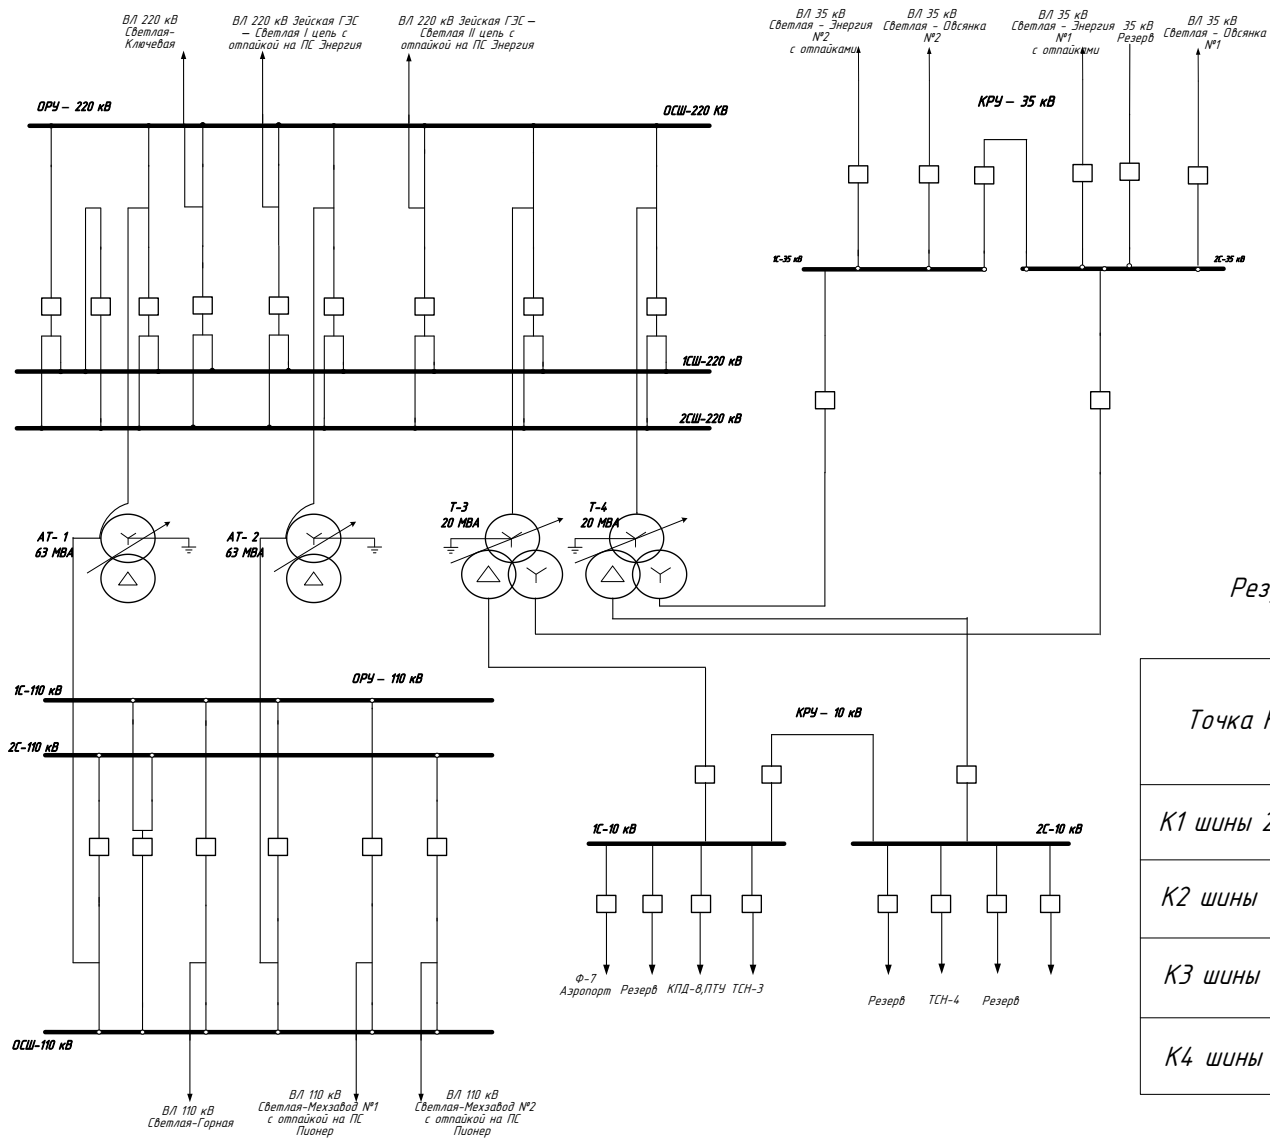 ВЛ 220 кВ
Светлая-
Ключевая
ВЛ 220 кВ Зейская ГЭС
– Светлая I цепь с
отпайкой на ПС Энергия
ВЛ 220 кВ Зейская ГЭС –
Светлая II цепь с
отпайкой на ПС Энергия
ВЛ 35 кВ
Светлая - Энергия
№2
с отпайками
ВЛ 35 кВ
Светлая - Овсянка
№2
ВЛ 35 кВ
Светлая - Энергия
№1
с отпайками
35 кВ
Резерв
ВЛ 35 кВ
Светлая - Овсянка
№1
ОРУ – 220 кВ
ОСШ-220 КВ
КРУ – 35 кВ
1С-35 кВ
2С-35 кВ
1СШ-220 кВ
2СШ-220 кВ
АТ- 1
63 МВА
АТ- 2
63 МВА
Т-3
20 МВА
Т-4
20 МВА
ОРУ – 110 кВ
1С-110 кВ
2С-110 кВ
ОСШ-110 кВ
КРУ – 10 кВ
1С-10 кВ
2С-10 кВ
Ф-7
Аэропорт
Резерв
КПД-8,ПТУ
ТСН-3
Резерв
ТСН-4
Резерв
ВЛ 110 кВ
Светлая-Горная
ВЛ 110 кВ
Светлая-Мехзавод №1
с отпайкой на ПС
Пионер
ВЛ 110 кВ
Светлая-Мехзавод №2
с отпайкой на ПС
Пионер
Точка
К1 шины 2
К2 шины
К3 шины
К4 шины